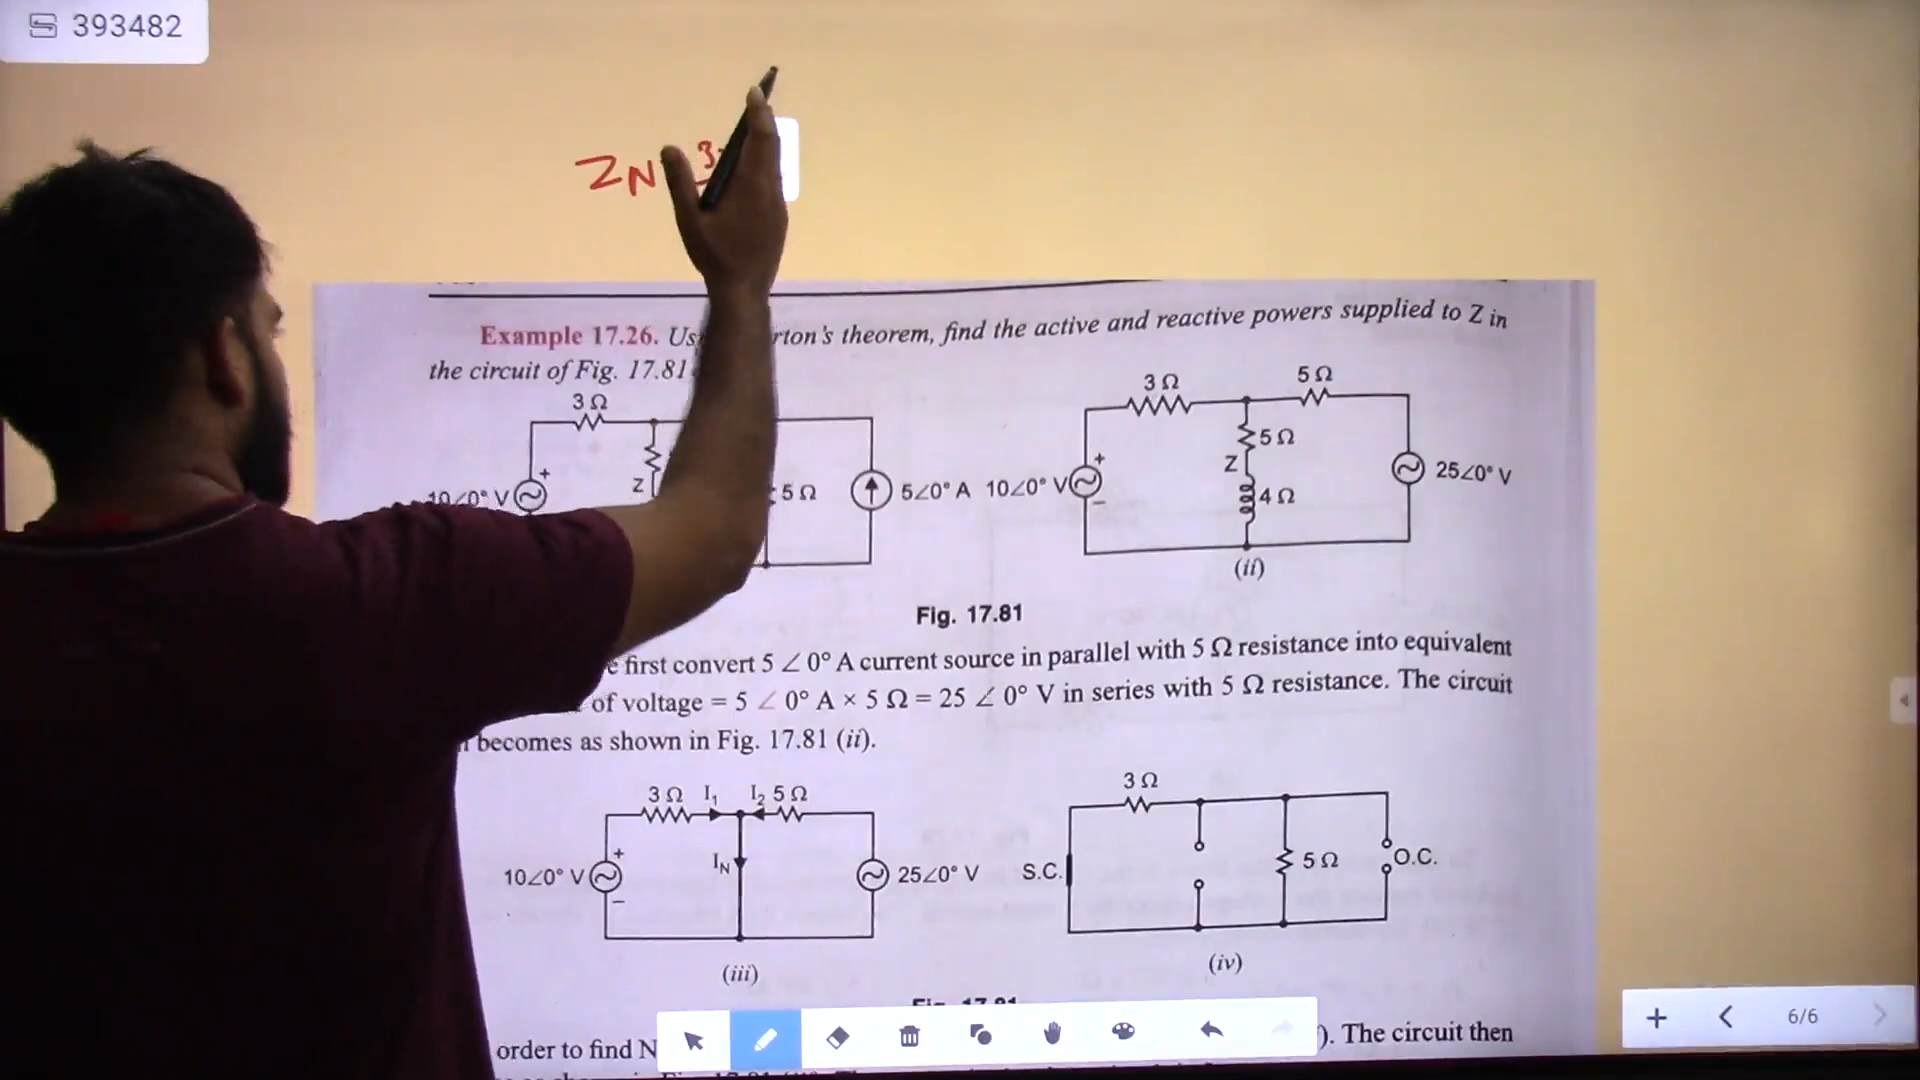 393482
ZN 3
Example 17.26. Us rton's theorem, find the active and reactive powers supplied to Z in
the circuit of Fig. 17.81
3 Ω
10∠0° V
+
Z
5 Ω
5∠0° A
3 Ω
5 Ω
10∠0° V
+
−
5 Ω
Z
4 Ω
25∠0° V
(ii)
Fig. 17.81
e first convert 5 ∠ 0° A current source in parallel with 5 Ω resistance into equivalent
of voltage = 5 ∠ 0° A × 5 Ω = 25 ∠ 0° V in series with 5 Ω resistance. The circuit
becomes as shown in Fig. 17.81 (ii).
3 Ω I₁ I₂ 5 Ω
10∠0° V
+
−
I_N
25∠0° V
(iii)
3 Ω
S.C.
5 Ω
O.C.
(iv)
order to find N ). The circuit then
6/6